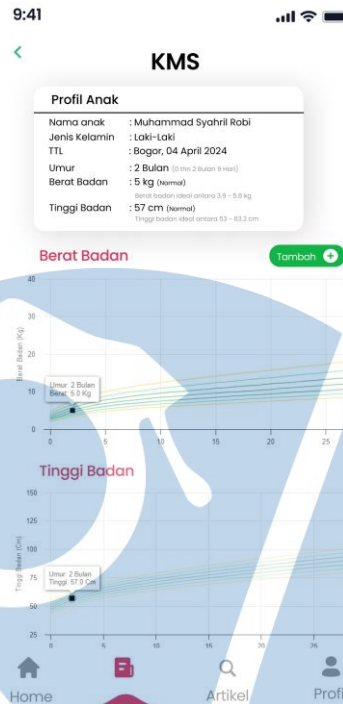 9:41
KMS
Profil Anak
Nama anak : Muhammad Syahril Robi
Jenis Kelamin : Laki-Laki
TTL : Bogor, 04 April 2024
Umur : 2 Bulan (0 thn 2 Bulan 9 Hari)
Berat Badan : 5 kg (Normal)
Berat badan ideal antara 3.9 - 5.8 kg
Tinggi Badan : 57 cm (Normal)
Tinggi badan ideal antara 53 - 63.2 cm
Berat Badan
Tambah
40
30
20
10
0
Berat Badan (Kg)
Umur: 2 Bulan
Berat: 5.0 Kg
0 5 10 15 20 25
Tinggi Badan
150
125
100
75
50
25
Tinggi Badan (Cm)
Umur: 2 Bulan
Tinggi: 57.0 Cm
0 5 10 15 20 25
Home
Artikel
Profi